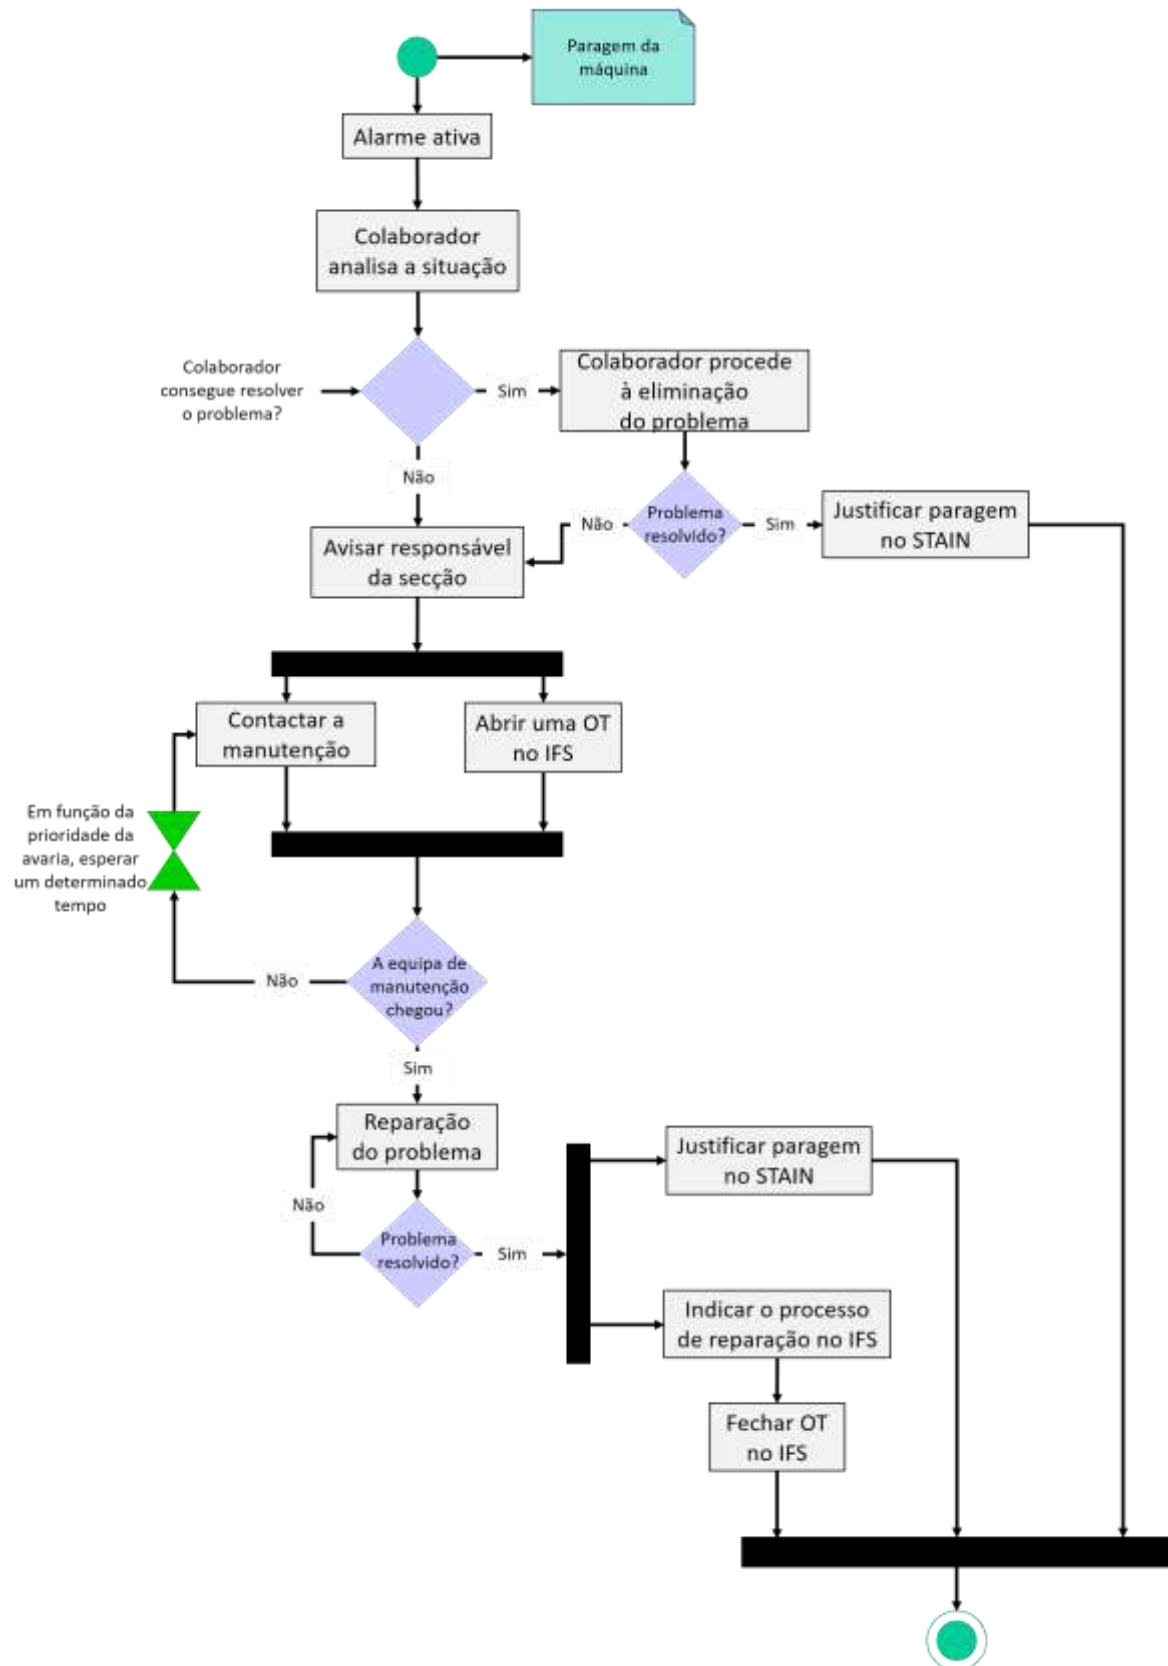 Paragem da
máquina
Alarme ativa
Colaborador
analisa a situação
Colaborador
consegue resolver
o problema?
Sim
Colaborador procede
à eliminação
do problema
Não
Problema
resolvido?
Não
Sim
Justificar paragem
no STAIN
Avisar responsável
da secção
Contactar a
manutenção
Abrir uma OT
no IFS
Em função da
prioridade da
avaria, esperar
um determinado
tempo
A equipa de
manutenção
chegou?
Não
Sim
Reparação
do problema
Não
Problema
resolvido?
Sim
Justificar paragem
no STAIN
Indicar o processo
de reparação no IFS
Fechar OT
no IFS